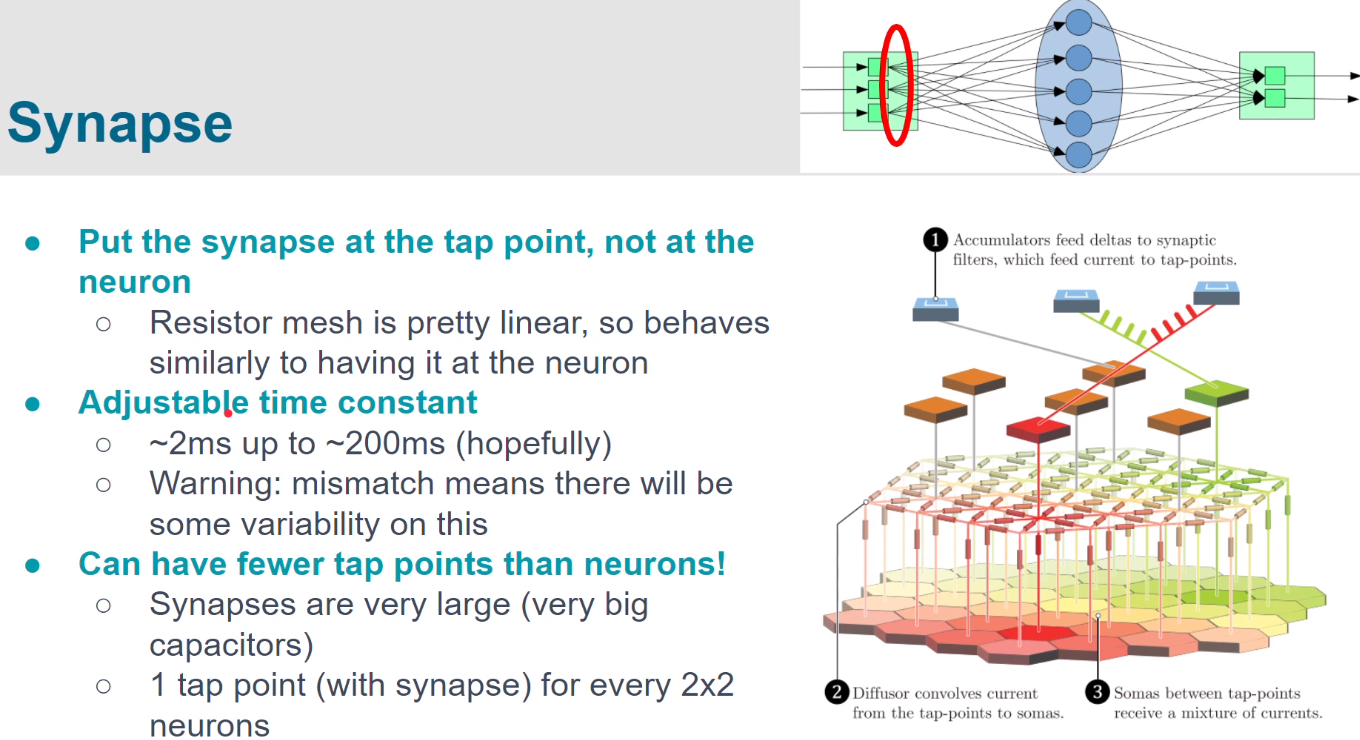 Synapse
● Put the synapse at the tap point, not at the
neuron
○ Resistor mesh is pretty linear, so behaves
similarly to having it at the neuron
● Adjustable time constant
○ ~2ms up to ~200ms (hopefully)
○ Warning: mismatch means there will be
some variability on this
● Can have fewer tap points than neurons!
○ Synapses are very large (very big
capacitors)
○ 1 tap point (with synapse) for every 2x2
neurons
1 Accumulators feed deltas to synaptic
filters, which feed current to tap-points.
2 Diffusor convolves current
from the tap-points to somas.
3 Somas between tap-points
receive a mixture of currents.